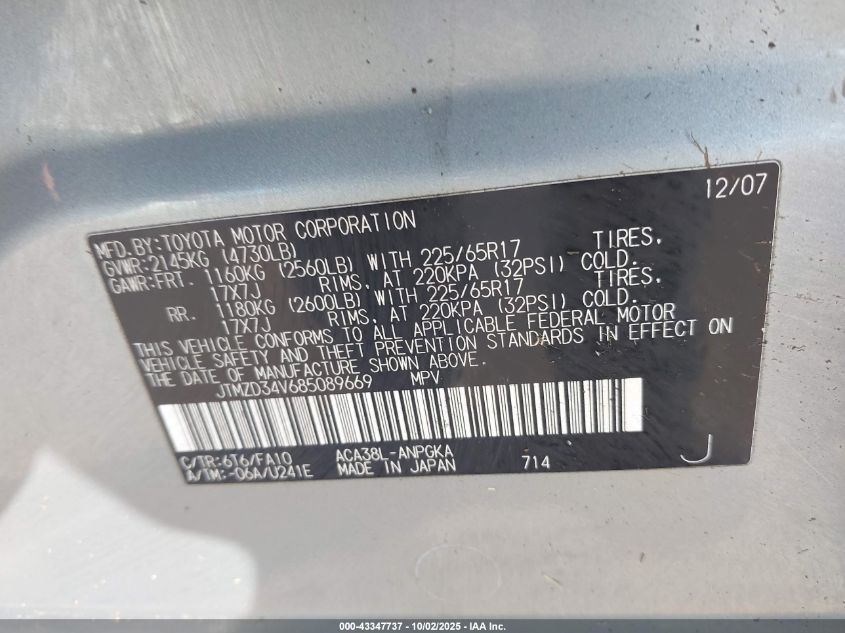 12/07
MFD. BY: TOYOTA MOTOR CORPORATION
GVWR: 2145KG (4730LB)
GAWR: FRT. 1160KG (2560LB) WITH 225/65R17 TIRES,
17X7J RIMS, AT 220KPA (32PSI) COLD.
RR. 1180KG (2600LB) WITH 225/65R17 TIRES,
17X7J RIMS, AT 220KPA (32PSI) COLD.
THIS VEHICLE CONFORMS TO ALL APPLICABLE FEDERAL MOTOR
VEHICLE SAFETY AND THEFT PREVENTION STANDARDS IN EFFECT ON
THE DATE OF MANUFACTURE SHOWN ABOVE.
JTMZD34V685089669 MPV
C/TR: 6T6/FA10 ACA38L-ANPGKA J
A/TM: -06A/U241E MADE IN JAPAN 714
000-43347737 - 10/02/2025 - IAA Inc.